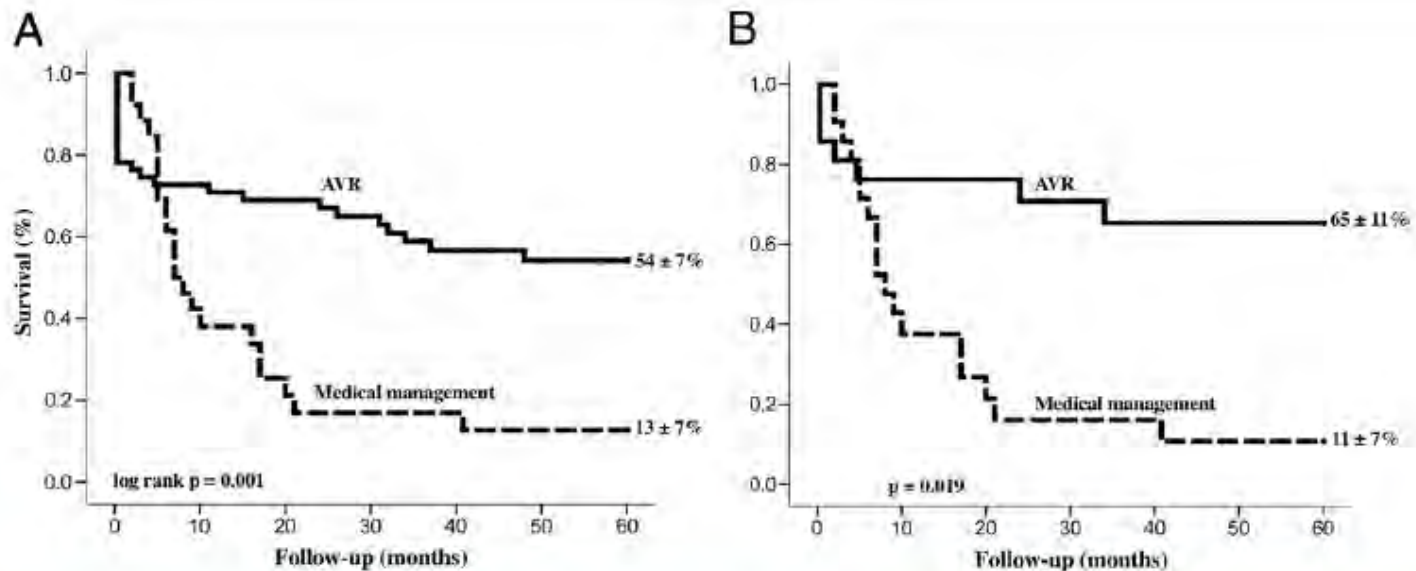 A
B
Survival (%)
1.0
0.8
0.6
0.4
0.2
0.0
AVR
54 ± 7%
Medical management
13 ± 7%
log rank p = 0.001
0 10 20 30 40 50 60
Follow-up (months)
1.0
0.8
0.6
0.4
0.2
0.0
AVR
65 ± 11%
Medical management
11 ± 7%
p = 0.019
0 10 20 30 40 50 60
Follow-up (months)